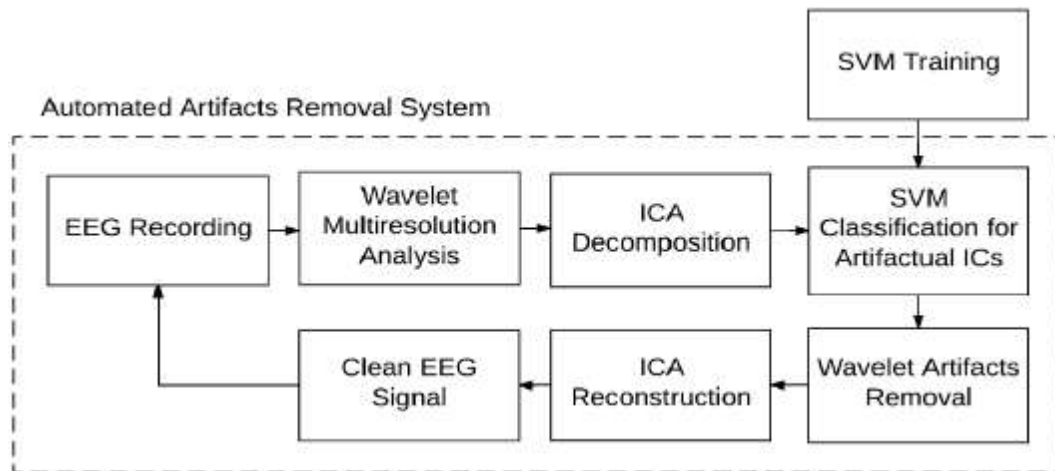 SVM Training
Automated Artifacts Removal System
EEG Recording
Wavelet
Multiresolution
Analysis
ICA
Decomposition
SVM
Classification for
Artifactual ICs
Clean EEG
Signal
ICA
Reconstruction
Wavelet Artifacts
Removal